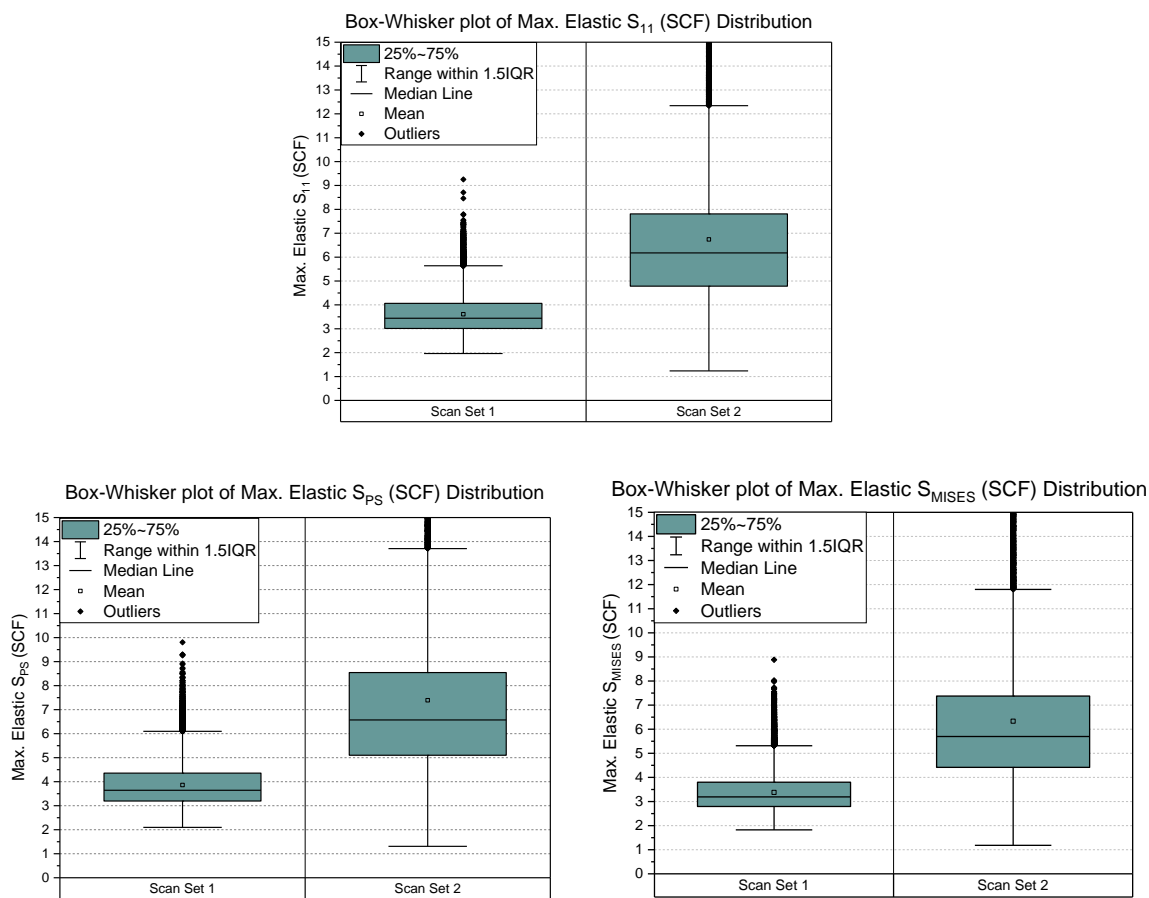 Box-Whisker plot of Max. Elastic S11 (SCF) Distribution
15
14
13
12
11
10
9
8
7
6
5
4
3
2
1
0
Max. Elastic S11 (SCF)
25%~75%
Range within 1.5IQR
Median Line
Mean
Outliers
Scan Set 1 Scan Set 2
Box-Whisker plot of Max. Elastic SPS (SCF) Distribution
15
14
13
12
11
10
9
8
7
6
5
4
3
2
1
0
Max. Elastic SPS (SCF)
25%~75%
Range within 1.5IQR
Median Line
Mean
Outliers
Scan Set 1 Scan Set 2
Box-Whisker plot of Max. Elastic SMISES (SCF) Distribution
15
14
13
12
11
10
9
8
7
6
5
4
3
2
1
0
Max. Elastic SMISES (SCF)
25%~75%
Range within 1.5IQR
Median Line
Mean
Outliers
Scan Set 1 Scan Set 2